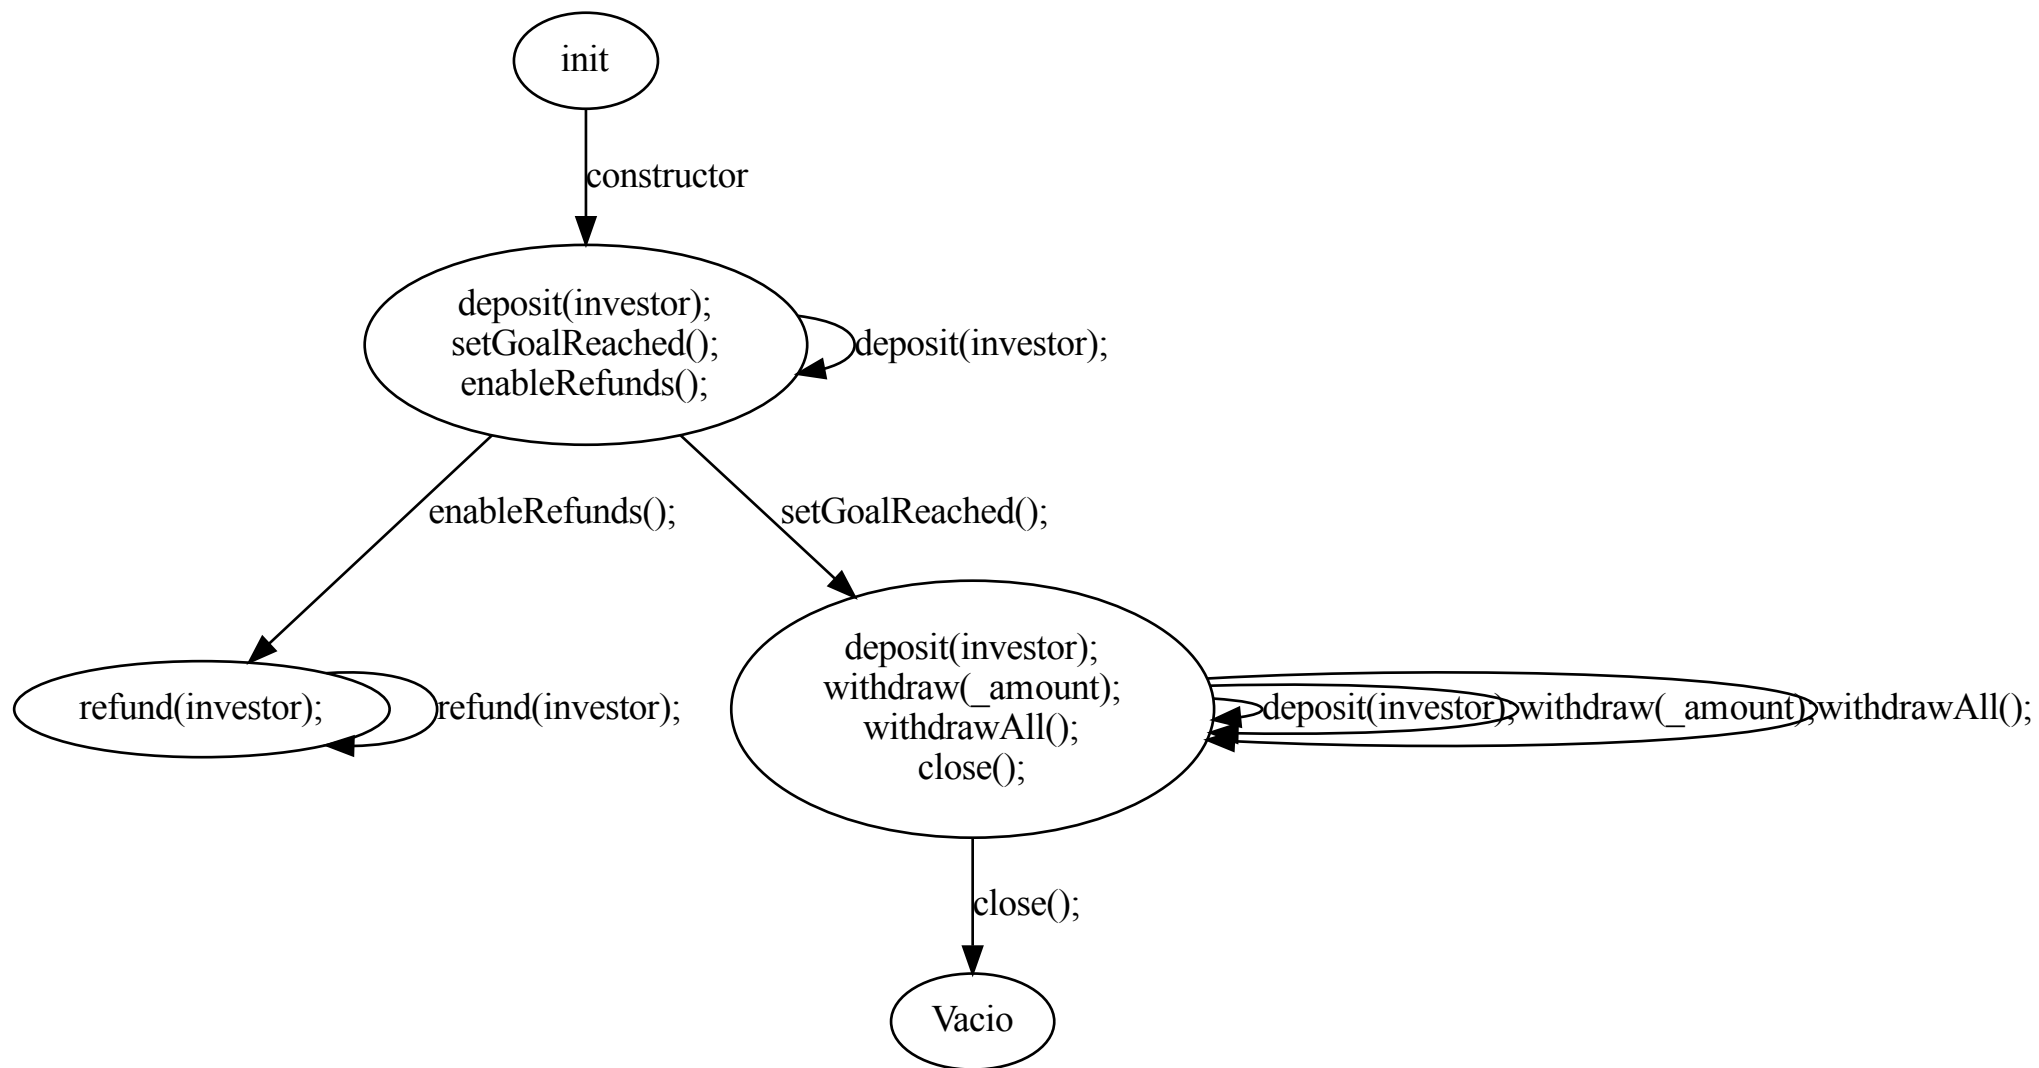 init
constructor
deposit(investor);
setGoalReached();
enableRefunds();
deposit(investor);
enableRefunds();
setGoalReached();
refund(investor);
refund(investor);
deposit(investor);
withdraw(_amount);
withdrawAll();
close();
deposit(investor);
withdraw(_amount);
withdrawAll();
close();
Vacio